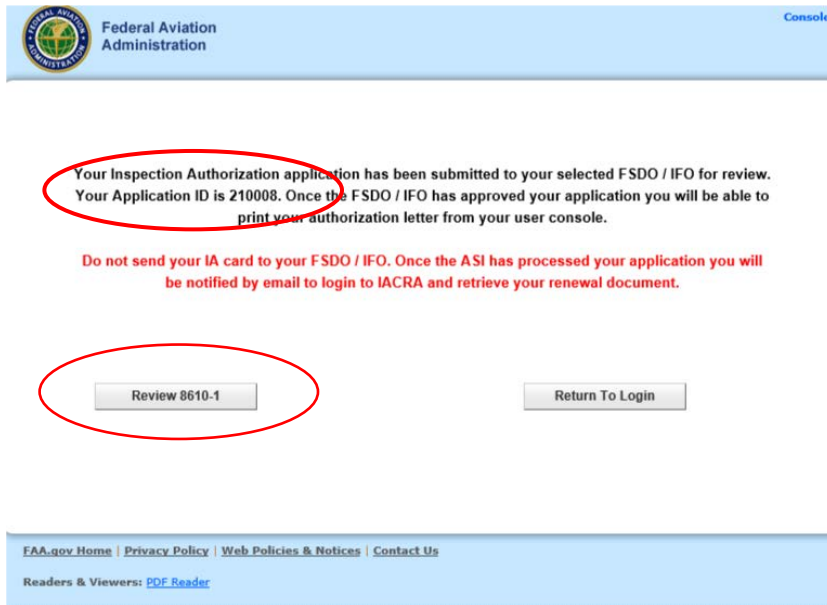 Federal Aviation
Administration
Console
Your Inspection Authorization application has been submitted to your selected FSDO / IFO for review.
Your Application ID is 210008. Once the FSDO / IFO has approved your application you will be able to
print your authorization letter from your user console.
Do not send your IA card to your FSDO / IFO. Once the ASI has processed your application you will
be notified by email to login to IACRA and retrieve your renewal document.
Review 8610-1
Return To Login
FAA.gov Home | Privacy Policy | Web Policies & Notices | Contact Us
Readers & Viewers: PDF Reader